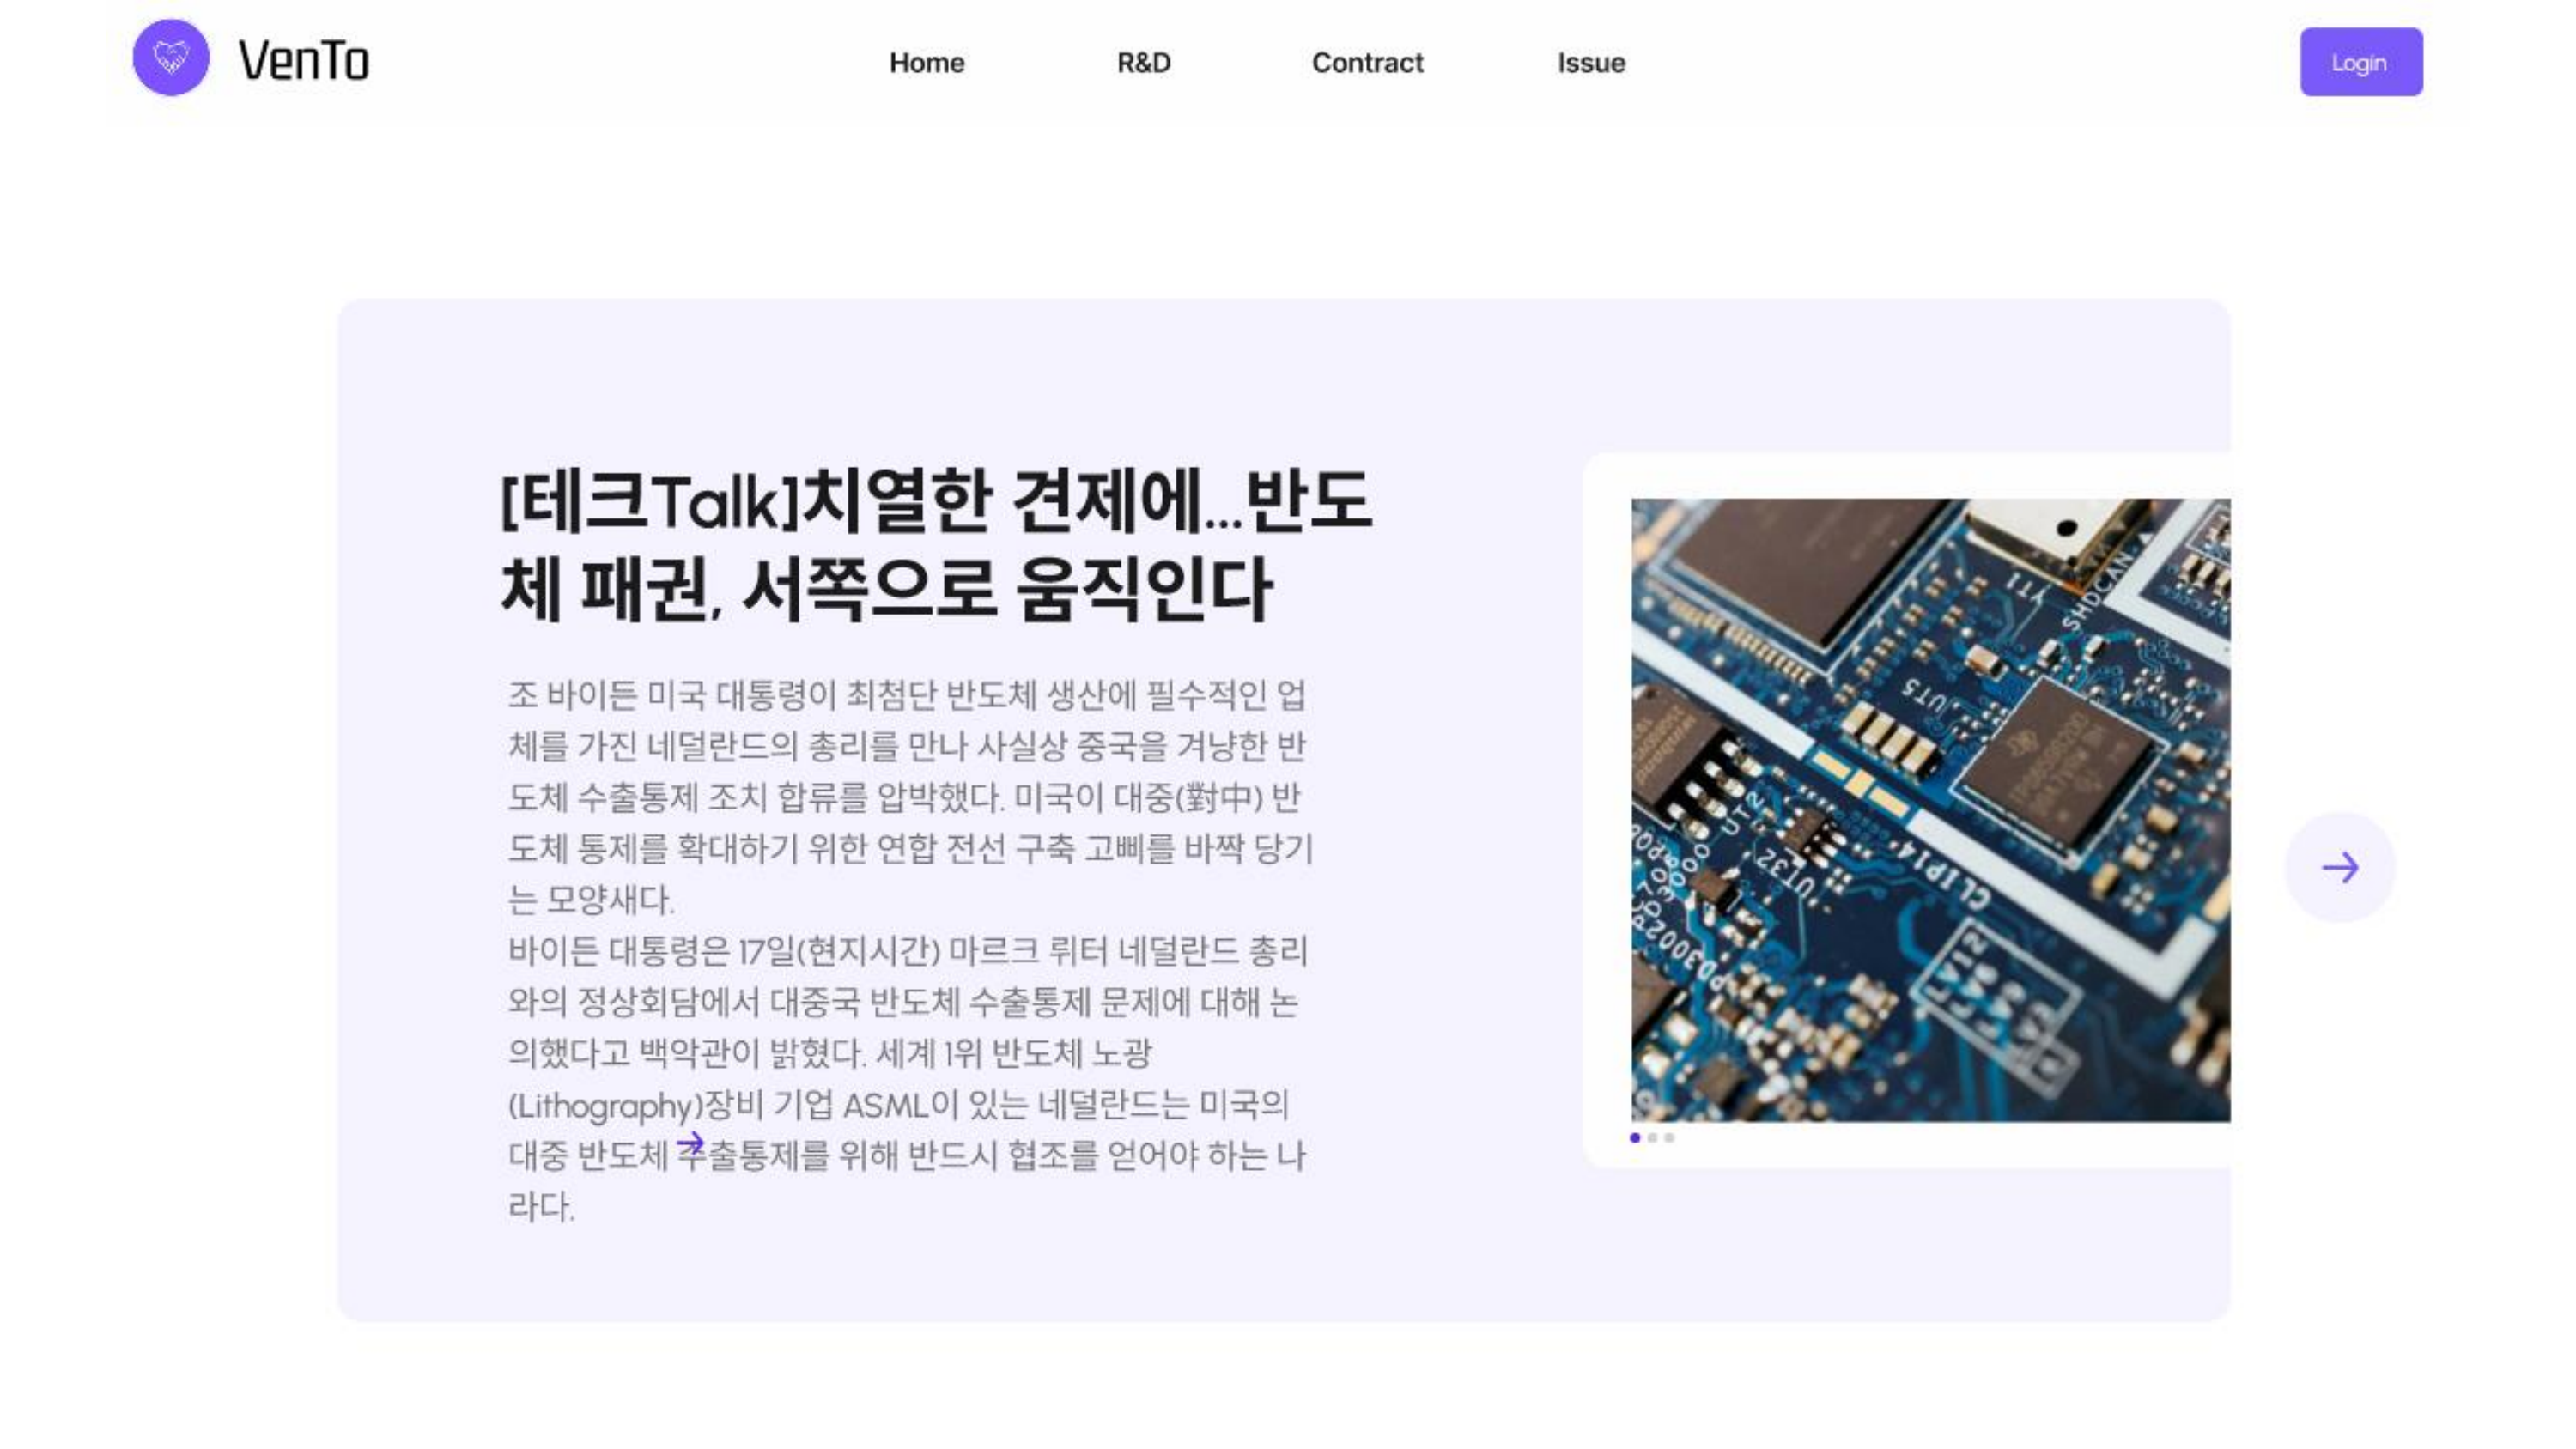 VenTo
Home
R&D
Contract
Issue
Login
[테크Talk]치열한 견제에...반도
체 패권, 서쪽으로 움직인다
조 바이든 미국 대통령이 최첨단 반도체 생산에 필수적인 업
체를 가진 네덜란드의 총리를 만나 사실상 중국을 겨냥한 반
도체 수출통제 조치 합류를 압박했다. 미국이 대중(對中) 반
도체 통제를 확대하기 위한 연합 전선 구축 고삐를 바짝 당기
는 모양새다.
바이든 대통령은 17일(현지시간) 마르크 뤼터 네덜란드 총리
와의 정상회담에서 대중국 반도체 수출통제 문제에 대해 논
의했다고 백악관이 밝혔다. 세계 1위 반도체 노광
(Lithography)장비 기업 ASML이 있는 네덜란드는 미국의
대중 반도체 수출통제를 위해 반드시 협조를 얻어야 하는 나
라다.
YT1
SHDCAN
UT5
UT2
UT32
CLIP14